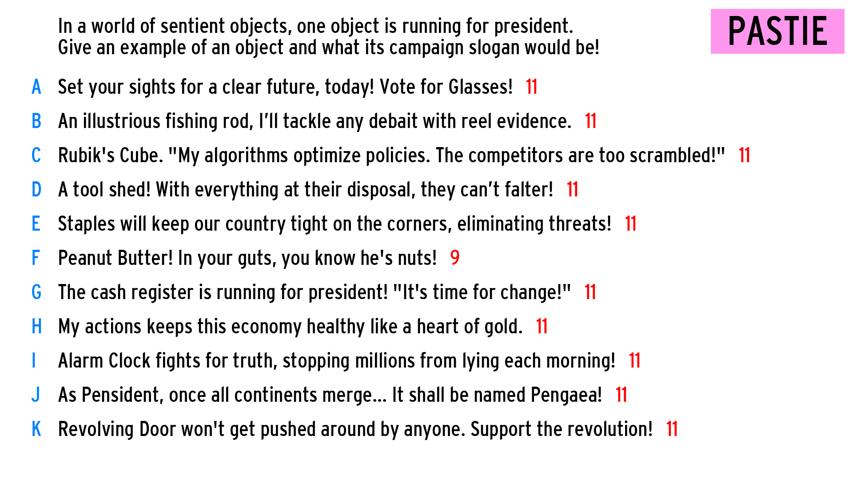 In a world of sentient objects, one object is running for president.
Give an example of an object and what its campaign slogan would be!
PASTIE
A Set your sights for a clear future, today! Vote for Glasses! 11
B An illustrious fishing rod, I'll tackle any debait with reel evidence. 11
C Rubik's Cube. "My algorithms optimize policies. The competitors are too scrambled!" 11
D A tool shed! With everything at their disposal, they can't falter! 11
E Staples will keep our country tight on the corners, eliminating threats! 11
F Peanut Butter! In your guts, you know he's nuts! 9
G The cash register is running for president! "It's time for change!" 11
H My actions keeps this economy healthy like a heart of gold. 11
I Alarm Clock fights for truth, stopping millions from lying each morning! 11
J As Pensident, once all continents merge... It shall be named Pengaea! 11
K Revolving Door won't get pushed around by anyone. Support the revolution! 11